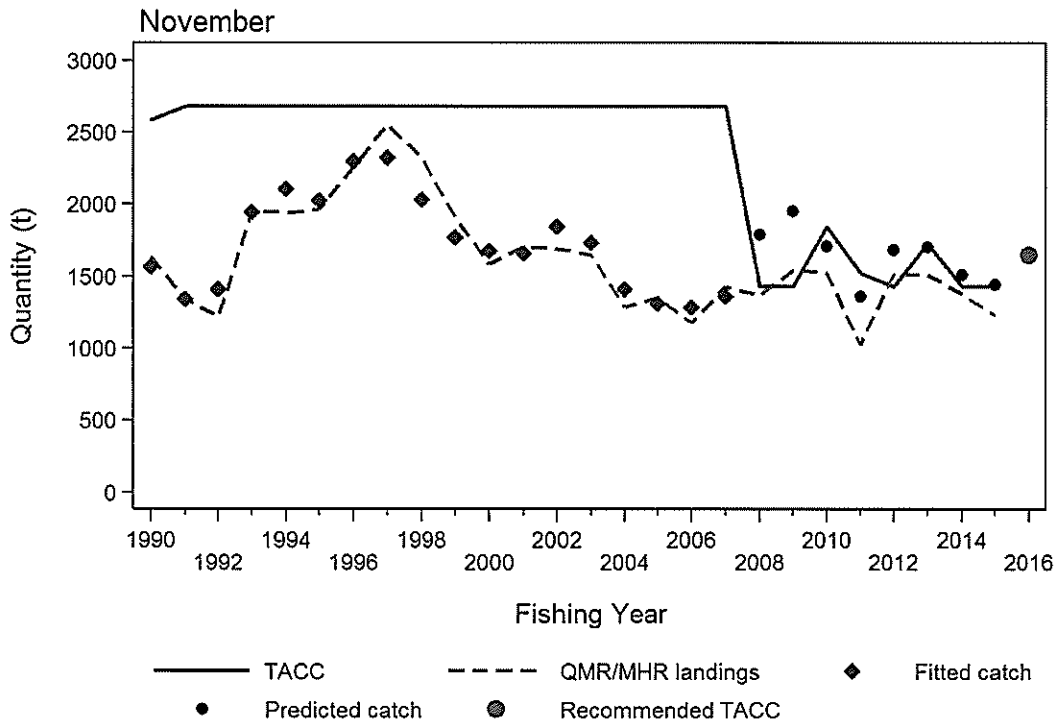 November
3000
2500
2000
1500
1000
500
0
Quantity (t)
1990 1994 1998 2002 2006 2010 2014
1992 1996 2000 2004 2008 2012 2016
Fishing Year
TACC QMR/MHR landings Fitted catch
Predicted catch Recommended TACC